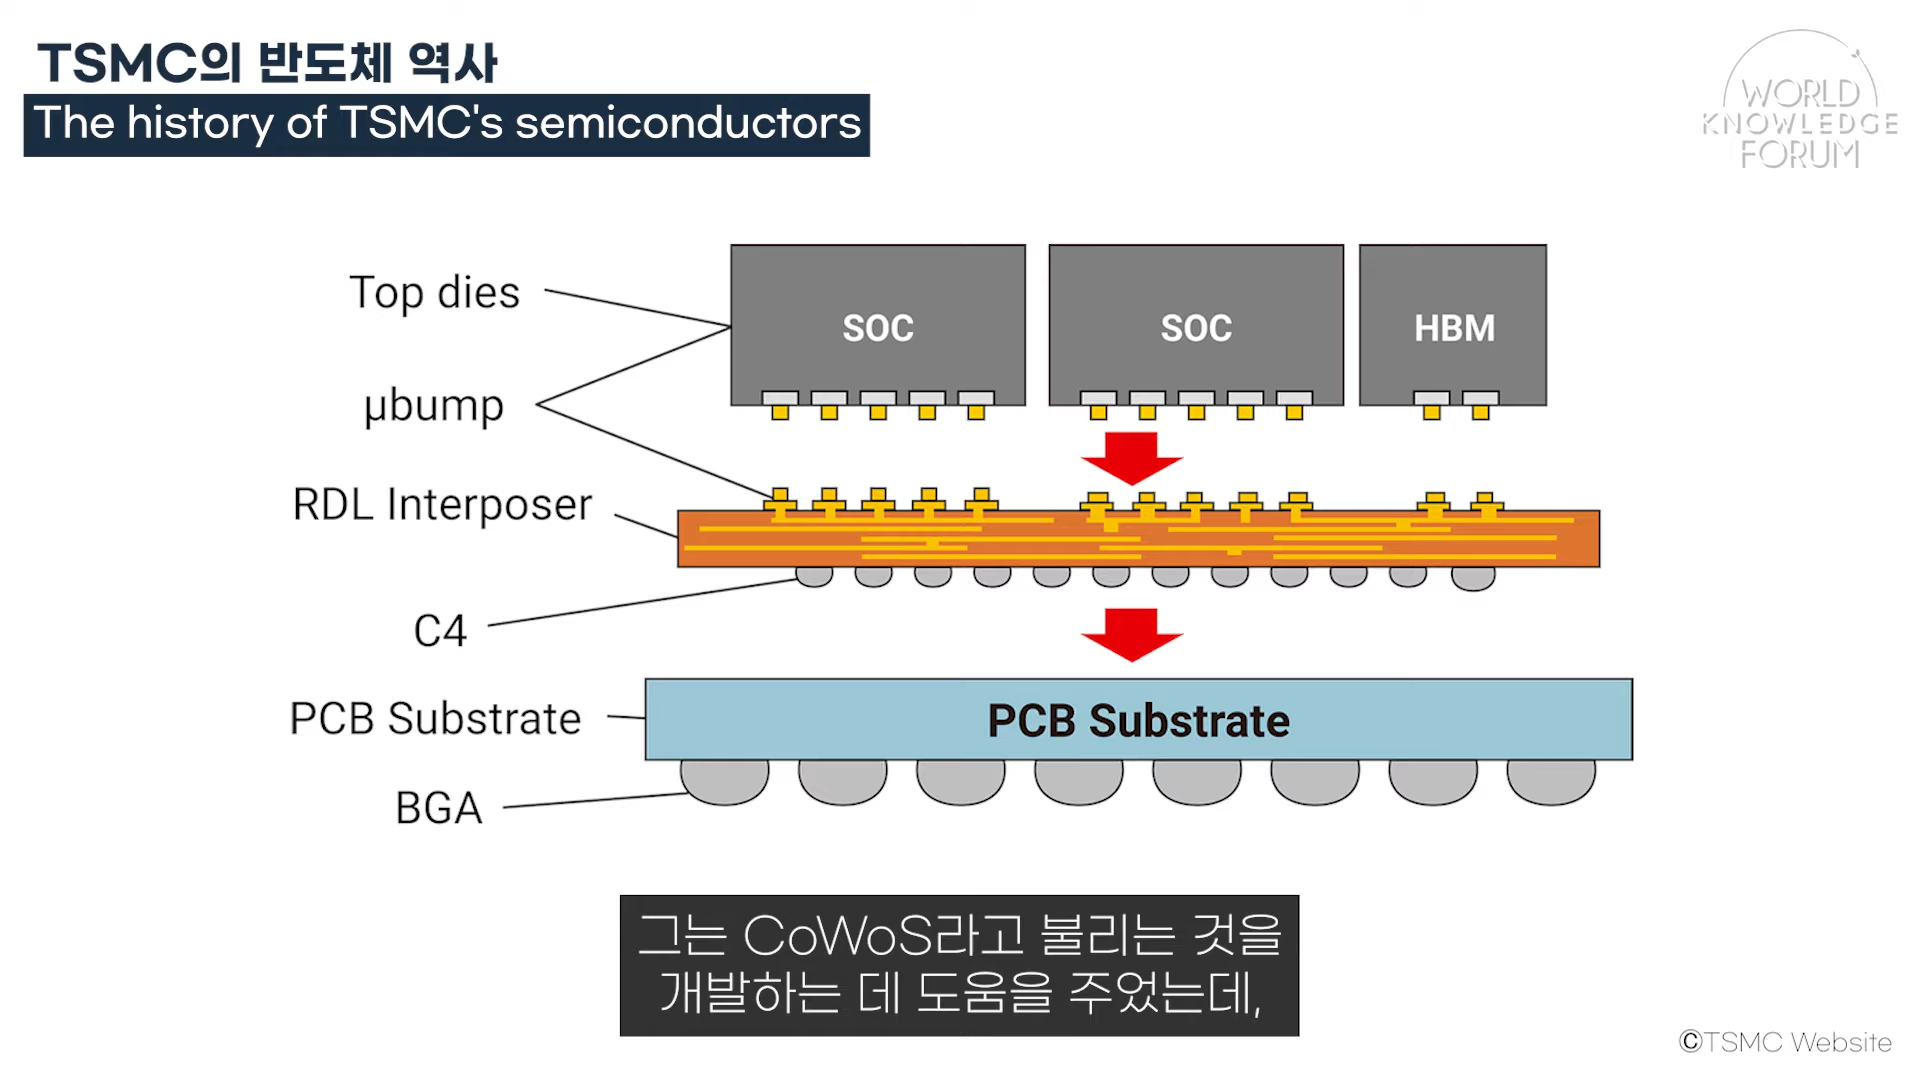 TSMC의 반도체 역사
The history of TSMC's semiconductors
WORLD
KNOWLEDGE
FORUM
Top dies
µbump
RDL Interposer
C4
PCB Substrate
BGA
SOC
SOC
HBM
PCB Substrate
그는 CoWoS라고 불리는 것을
개발하는 데 도움을 주었는데,
©TSMC Website